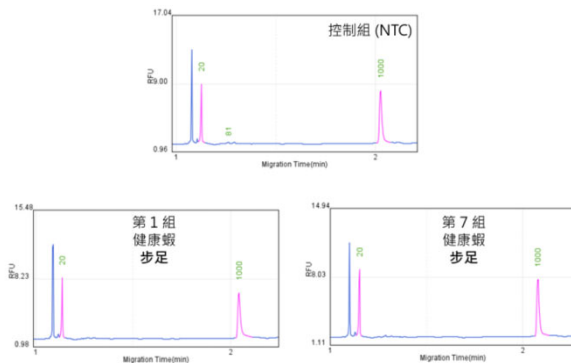 17.04
控制組 (NTC)
20
1000
RFU
9.00
81
0.96
1
2
Migration Time(min)
15.48
第 1 組
健康蝦
步足
20
1000
RFU
8.23
0.98
1
2
Migration Time(min)
14.94
第 7 組
健康蝦
步足
20
1000
RFU
8.03
1.11
1
2
Migration Time(min)